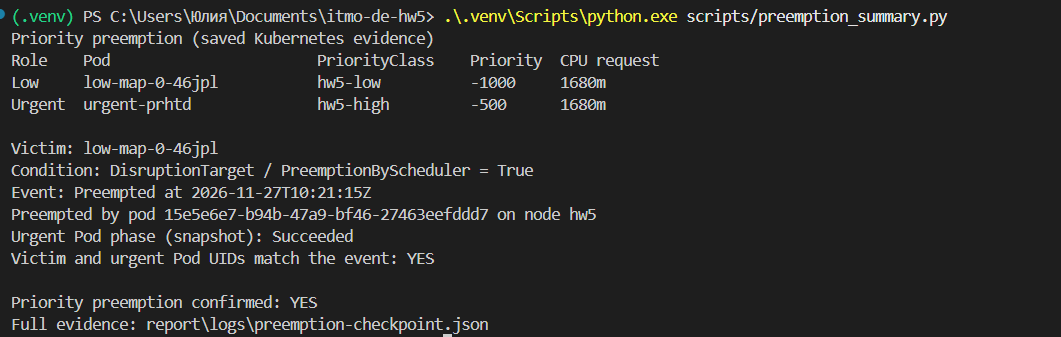 (.venv) PS C:\Users\Юлия\Documents\itmo-de-hw5> .\.venv\Scripts\python.exe scripts/preemption_summary.py
Priority preemption (saved Kubernetes evidence)
Role    Pod                     PriorityClass    Priority    CPU request
Low     low-map-0-46jpl         hw5-low          -1000       1680m
Urgent  urgent-prhtd            hw5-high         -500        1680m
Victim: low-map-0-46jpl
Condition: DisruptionTarget / PreemptionByScheduler = True
Event: Preempted at 2026-11-27T10:21:15Z
Preempted by pod 15e5e6e7-b94b-47a9-bf46-27463eefddd7 on node hw5
Urgent Pod phase (snapshot): Succeeded
Victim and urgent Pod UIDs match the event: YES
Priority preemption confirmed: YES
Full evidence: report\logs\preemption-checkpoint.json